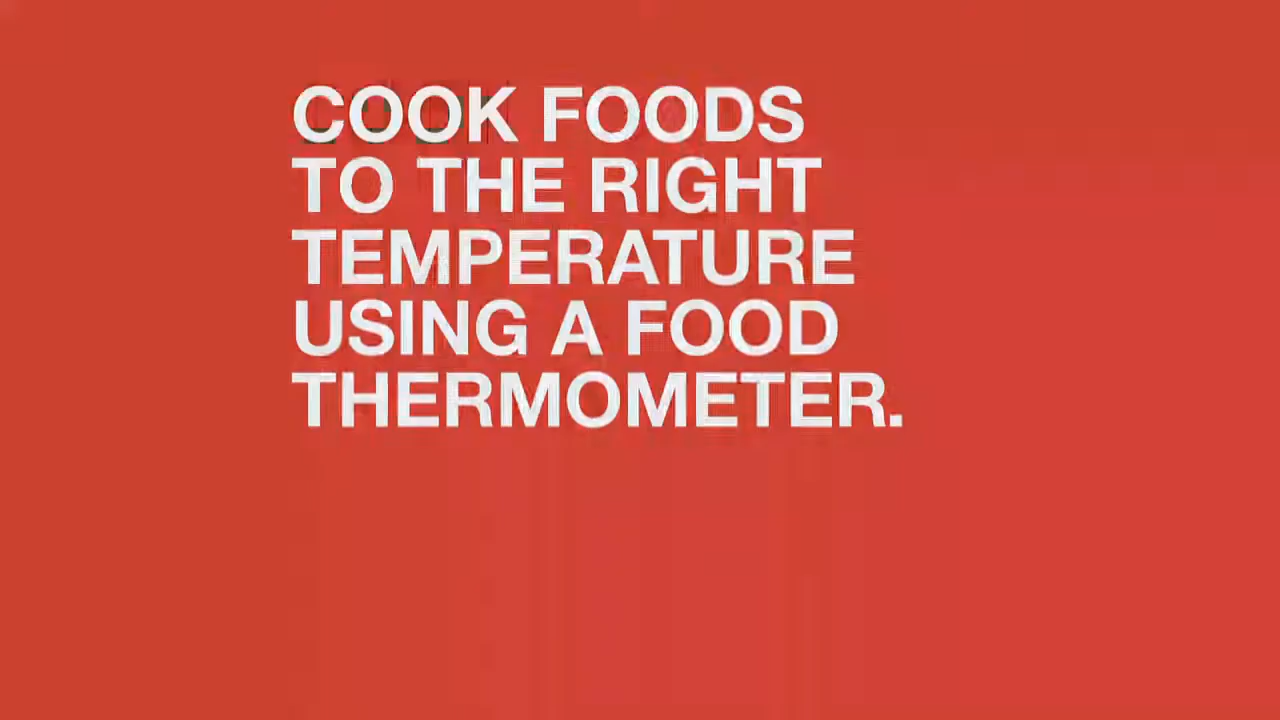 COOK FOODS
TO THE RIGHT
TEMPERATURE
USING A FOOD
THERMOMETER.